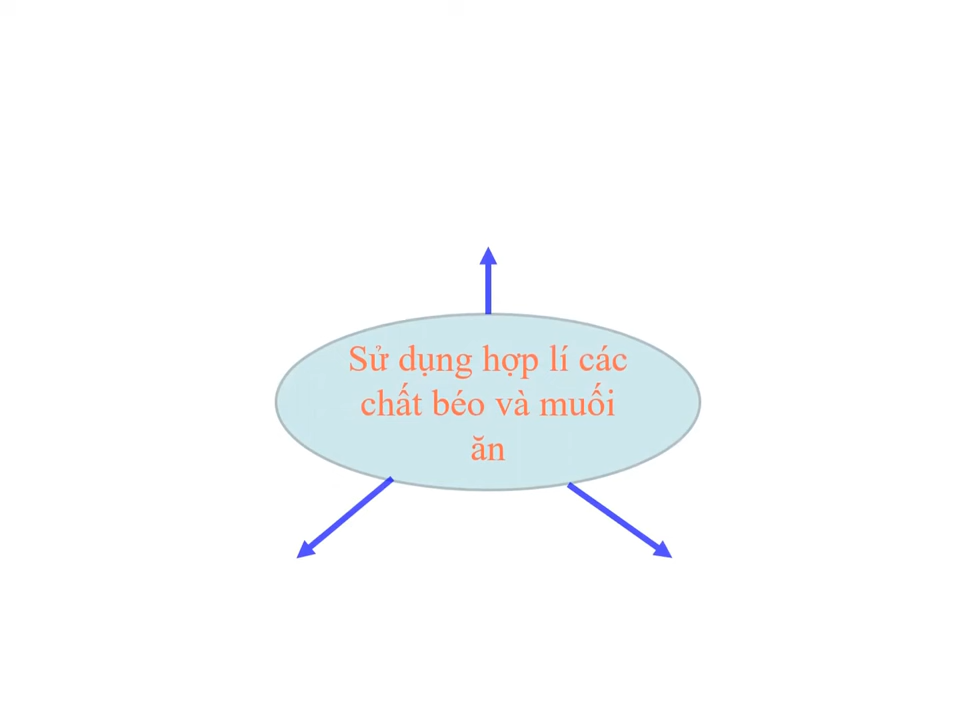 Sử dụng hợp lí các
chất béo và muối
ăn